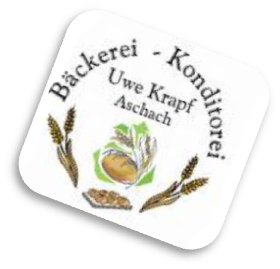 Bäckerei - Konditorei
Uwe Krapf
Aschach